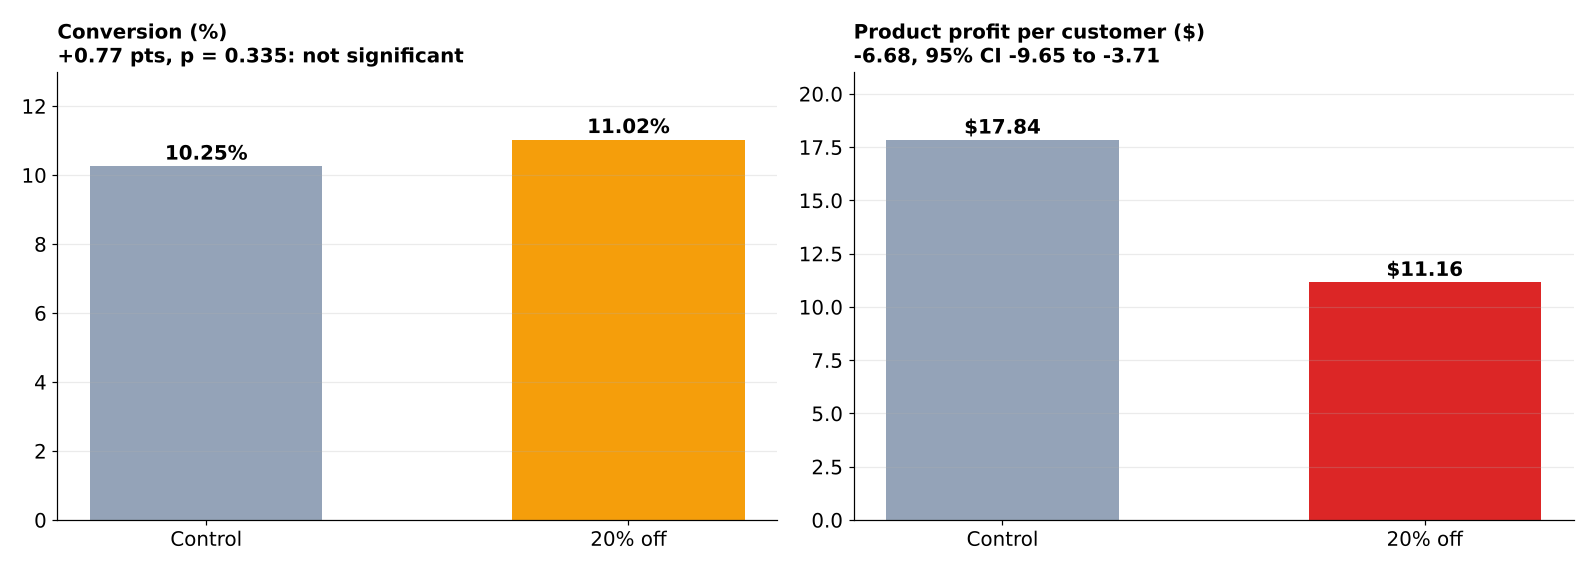 Conversion (%)
+0.77 pts, p = 0.335: not significant
12
10
8
6
4
2
0
10.25%
11.02%
Control
20% off
Product profit per customer ($)
-6.68, 95% CI -9.65 to -3.71
20.0
17.5
15.0
12.5
10.0
7.5
5.0
2.5
0.0
$17.84
$11.16
Control
20% off